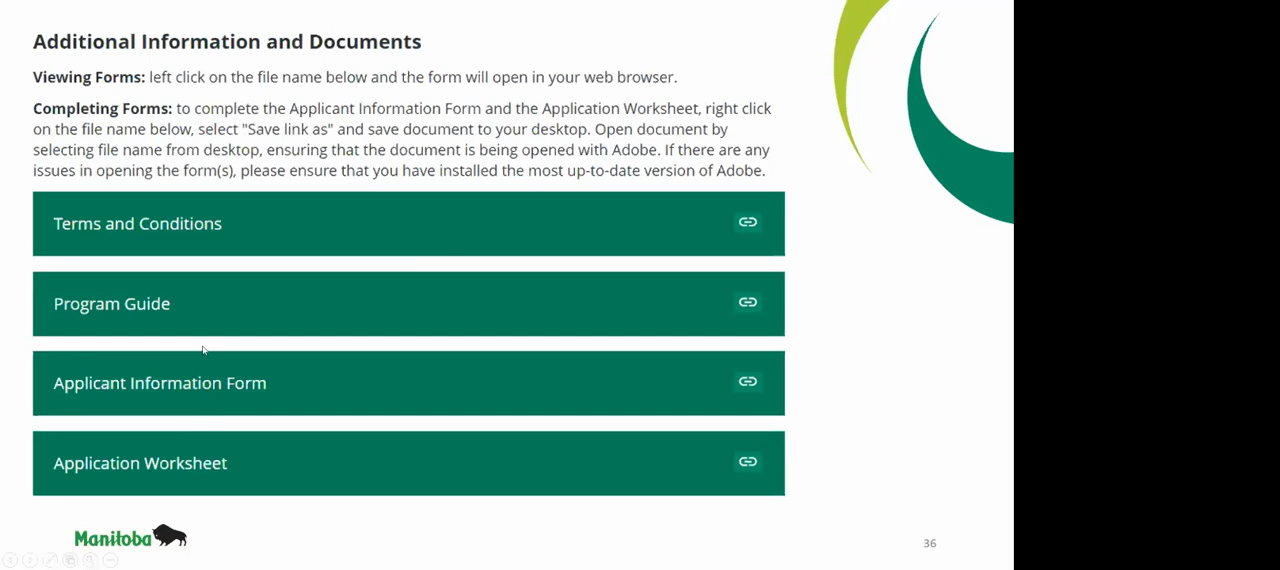 Additional Information and Documents
Viewing Forms: left click on the file name below and the form will open in your web browser.
Completing Forms: to complete the Applicant Information Form and the Application Worksheet, right click
on the file name below, select "Save link as" and save document to your desktop. Open document by
selecting file name from desktop, ensuring that the document is being opened with Adobe. If there are any
issues in opening the form(s), please ensure that you have installed the most up-to-date version of Adobe.
Terms and Conditions
Program Guide
Applicant Information Form
Application Worksheet
Manitoba
36